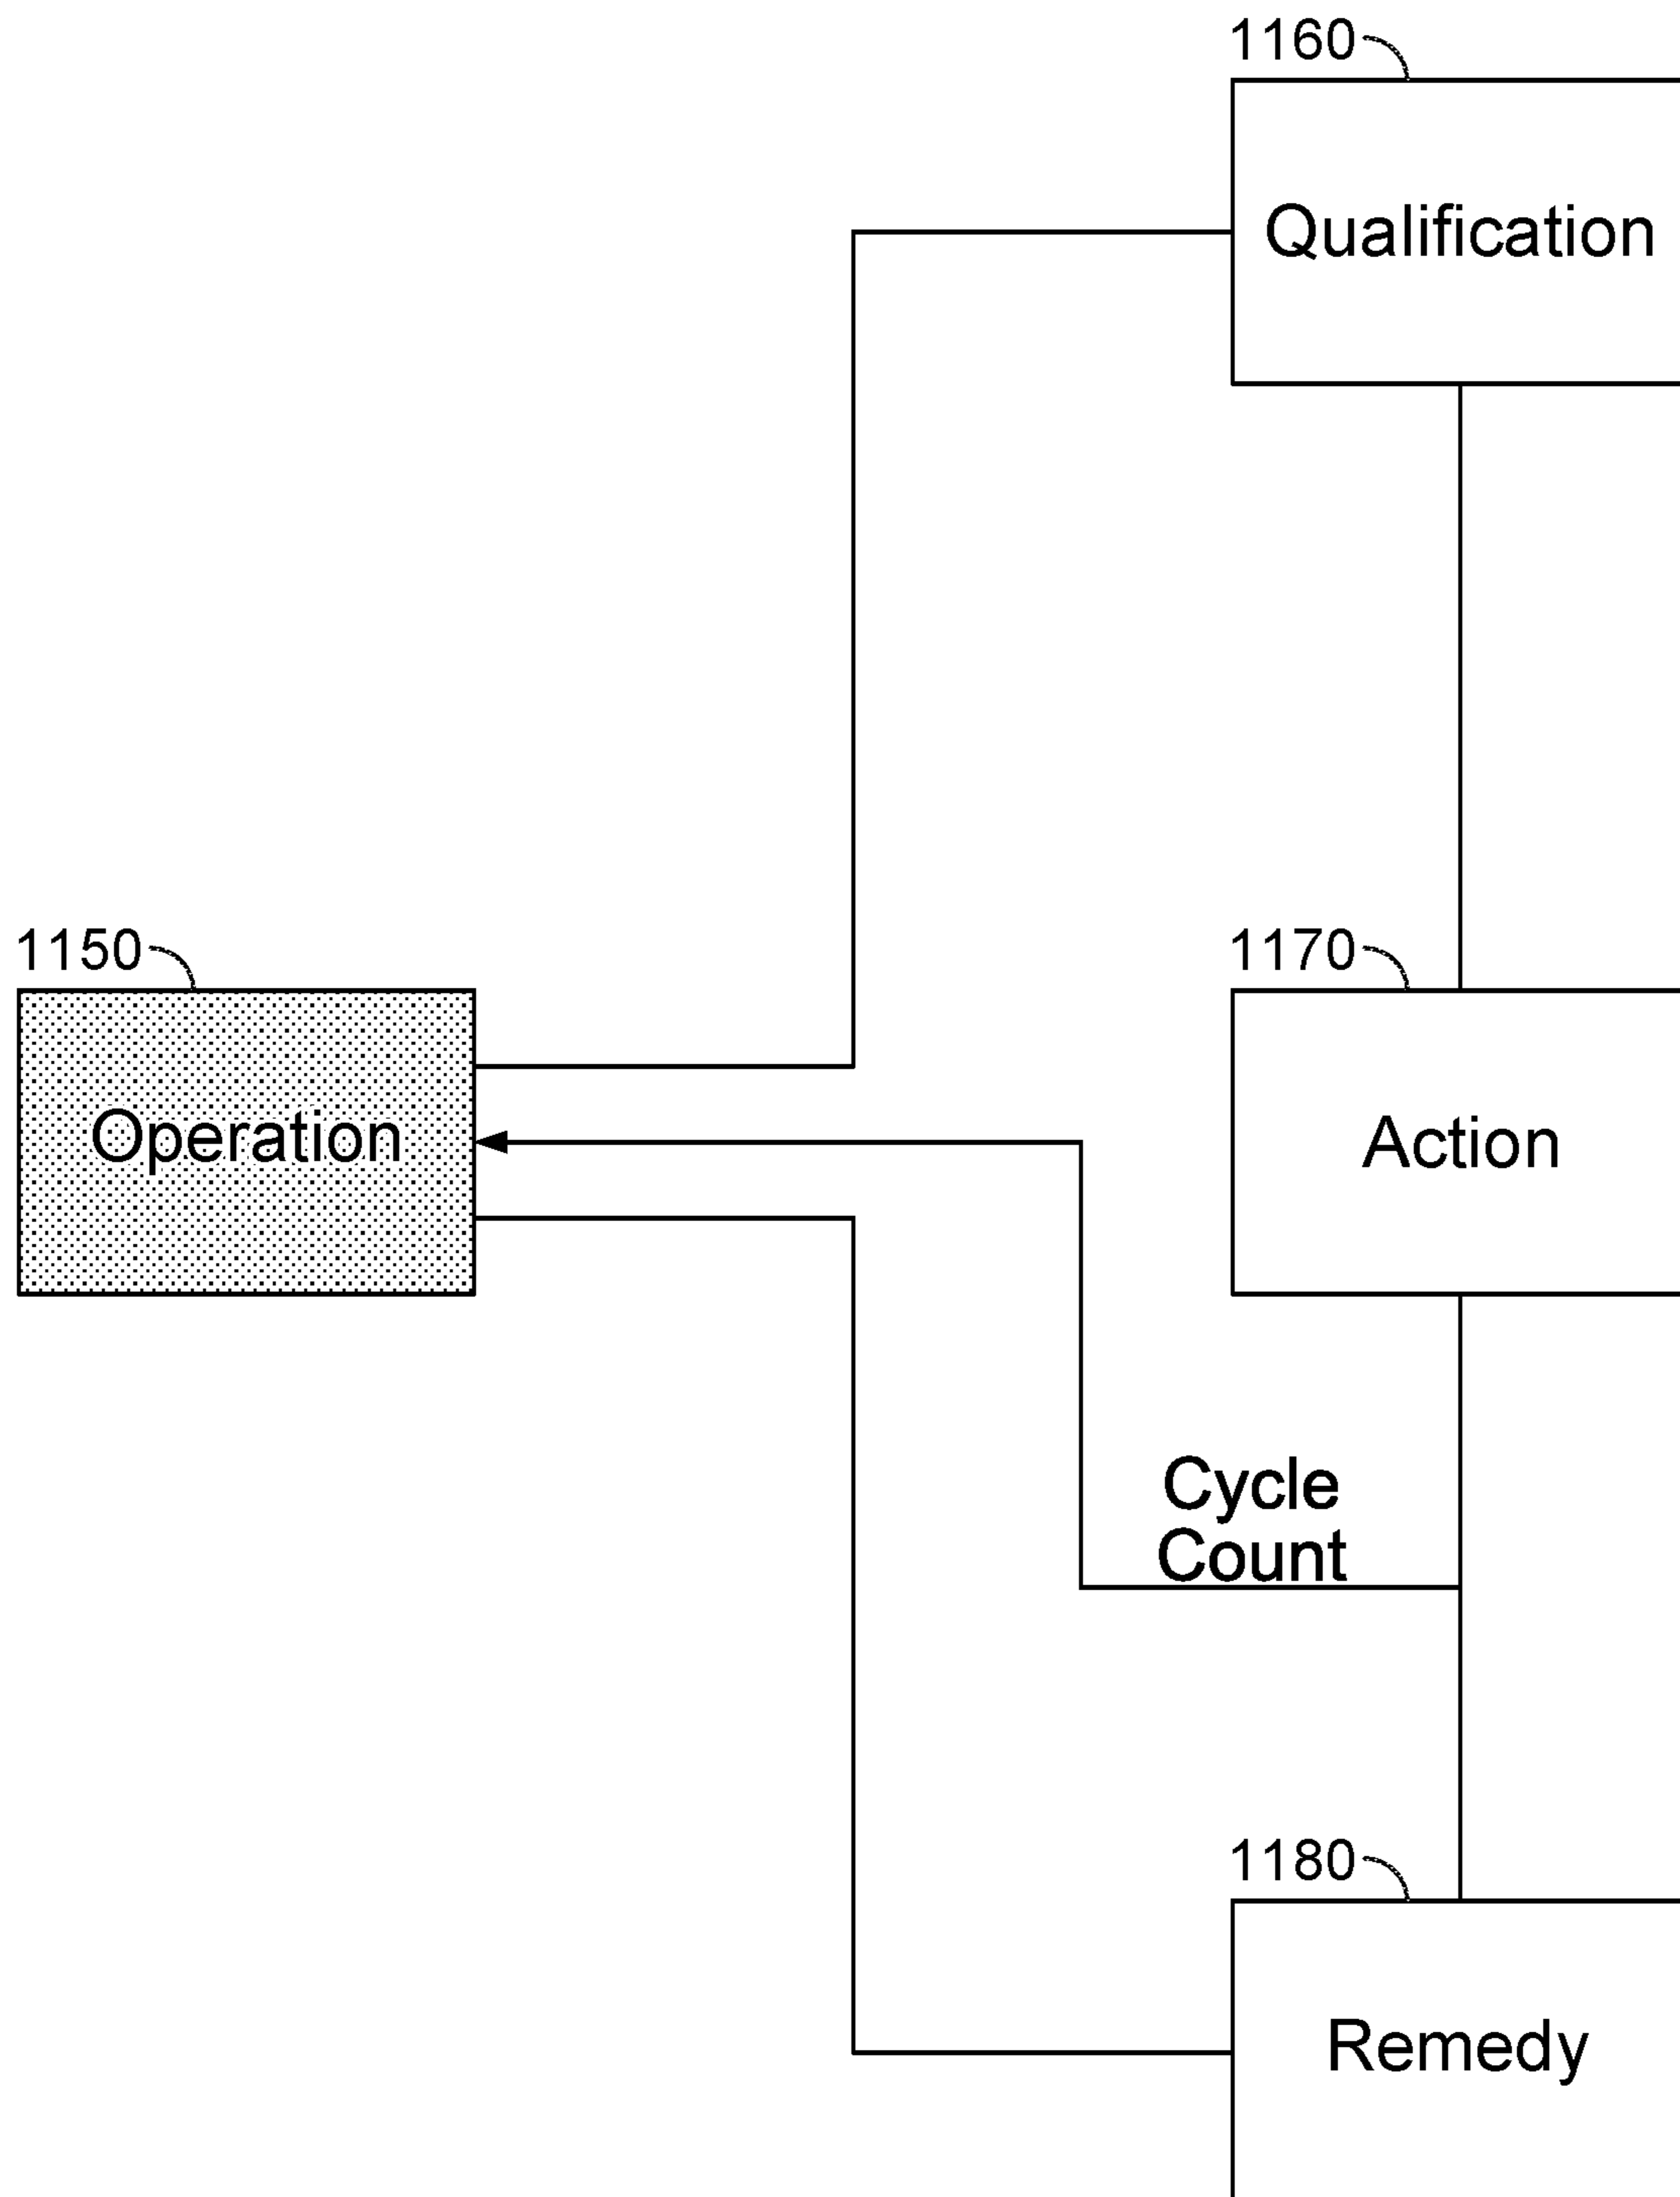 1160
Qualification
1150
1170
Operation
Action
Cycle
Count
1180
Remedy